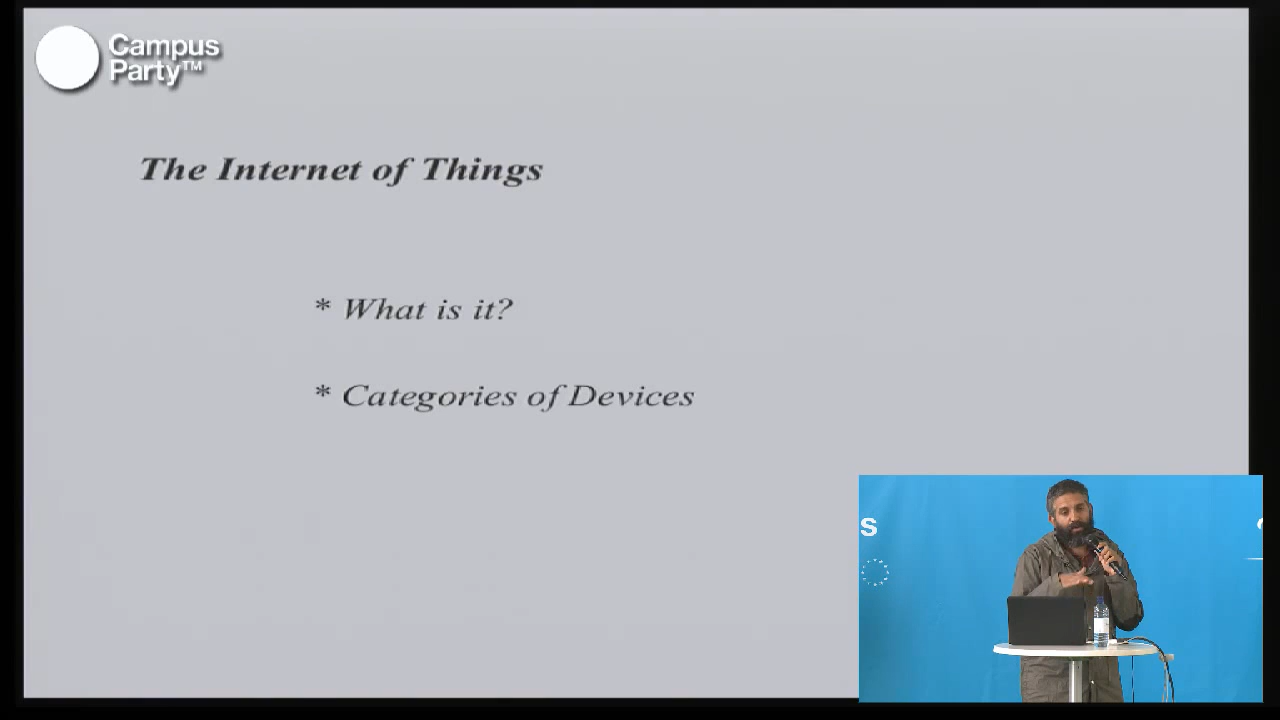 Campus
Party™
The Internet of Things
* What is it?
* Categories of Devices
s